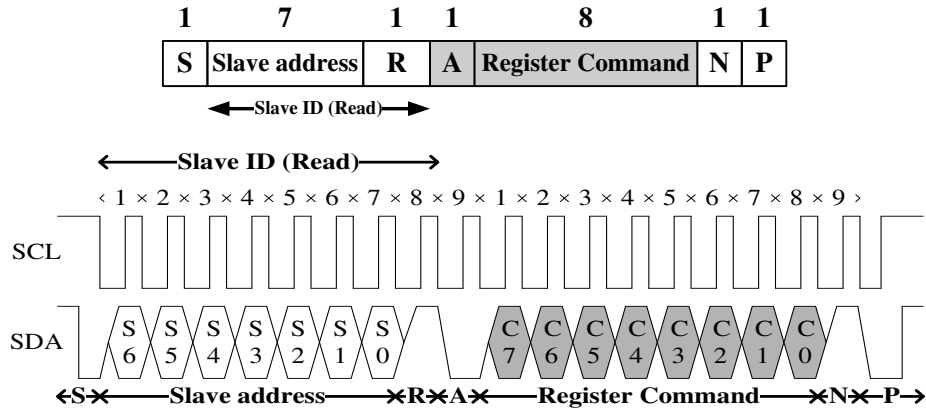 1 7 1 1 8 1 1
S Slave address R A Register Command N P
Slave ID (Read)
Slave ID (Read)
1 2 3 4 5 6 7 8 9 1 2 3 4 5 6 7 8 9
SCL
SDA
S S S S S S S C C C C C C C C
6 5 4 3 2 1 0 7 6 5 4 3 2 1 0
S Slave address R A Register Command N P